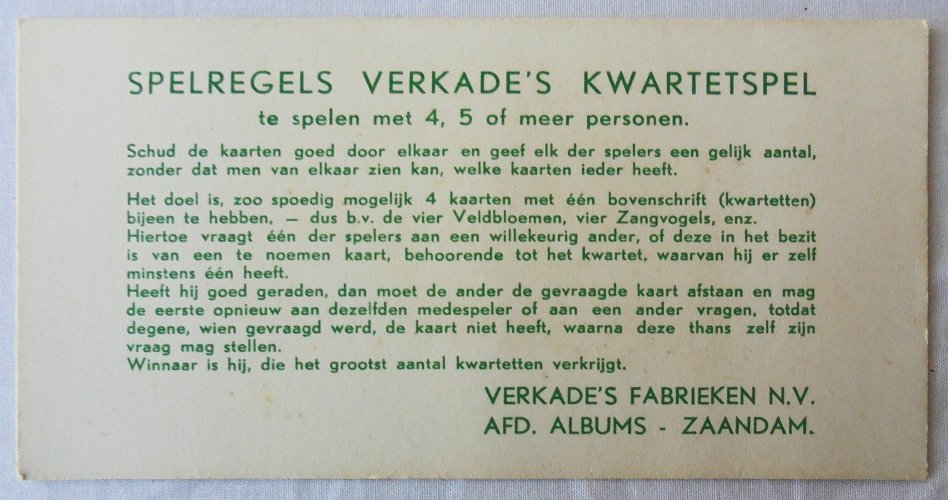 SPELREGELS VERKADE'S KWARTETSPEL
te spelen met 4, 5 of meer personen.
Schud de kaarten goed door elkaar en geef elk der spelers een gelijk aantal,
zonder dat men van elkaar zien kan, welke kaarten ieder heeft.
Het doel is, zoo spoedig mogelijk 4 kaarten met één bovenschrift (kwartetten)
bijeen te hebben, — dus b.v. de vier Veldbloemen, vier Zangvogels, enz.
Hiertoe vraagt één der spelers aan een willekeurig ander, of deze in het bezit
is van een te noemen kaart, behoorende tot het kwartet, waarvan hij er zelf
minstens één heeft.
Heeft hij goed geraden, dan moet de ander de gevraagde kaart afstaan en mag
de eerste opnieuw aan dezelfden medespeler of aan een ander vragen, totdat
degene, wien gevraagd werd, de kaart niet heeft, waarna deze thans zelf zijn
vraag mag stellen.
Winnaar is hij, die het grootst aantal kwartetten verkrijgt.
VERKADE'S FABRIEKEN N.V.
AFD. ALBUMS - ZAANDAM.